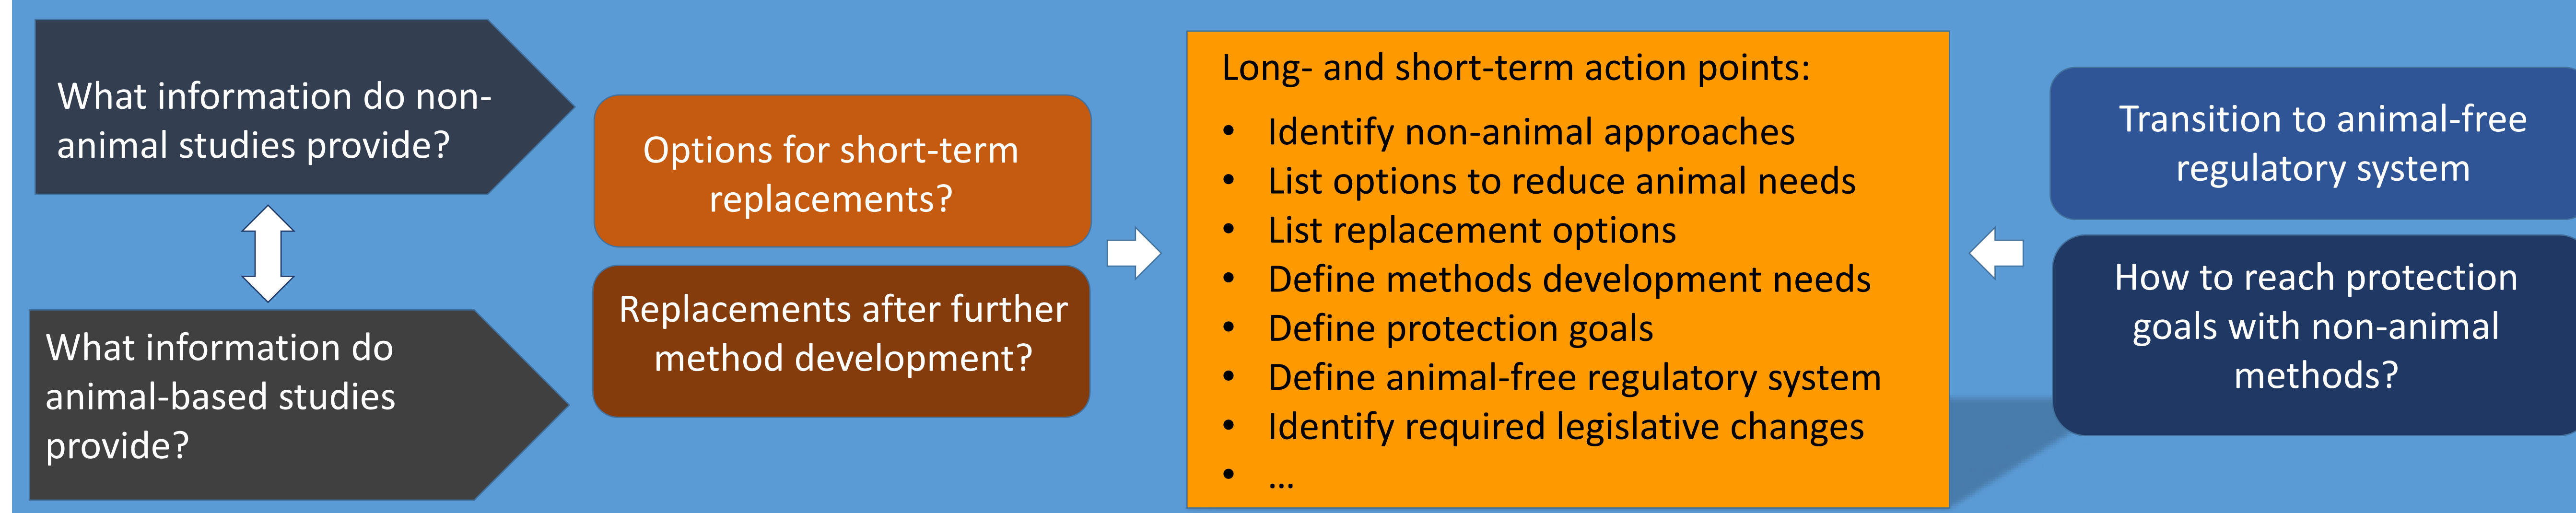 What information do non-
animal studies provide?
What information do
animal-based studies
provide?
Options for short-term
replacements?
Replacements after further
method development?
Long- and short-term action points:
• Identify non-animal approaches
• List options to reduce animal needs
• List replacement options
• Define methods development needs
• Define protection goals
• Define animal-free regulatory system
• Identify required legislative changes
• ...
Transition to animal-free
regulatory system
How to reach protection
goals with non-animal
methods?